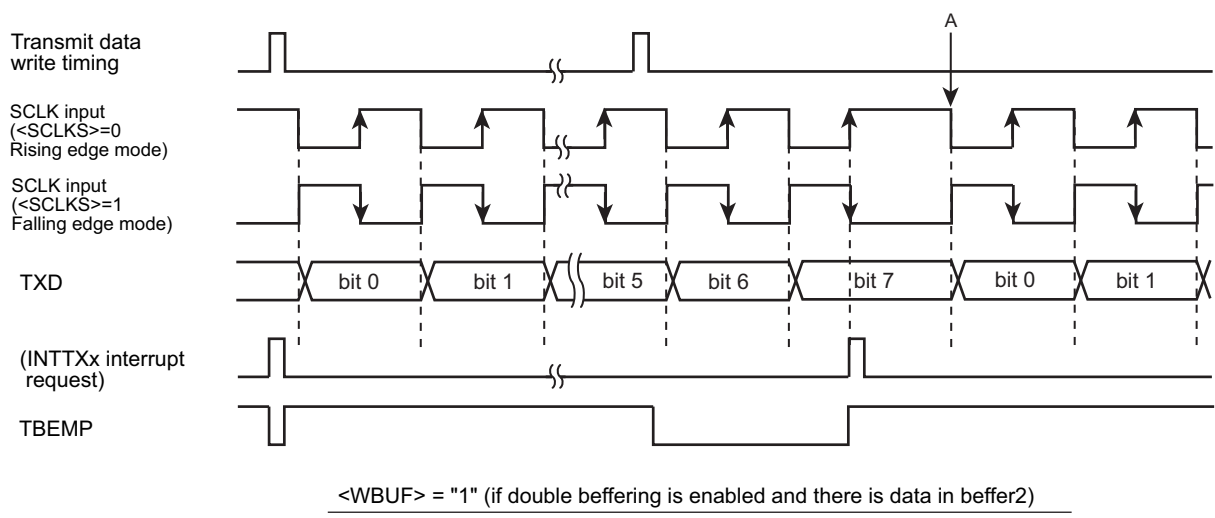 A
Transmit data
write timing
SCLK input
(<SCLKS>=0
Rising edge mode)
SCLK input
(<SCLKS>=1
Falling edge mode)
TXD
bit 0
bit 1
bit 5
bit 6
bit 7
bit 0
bit 1
(INTTXx interrupt
request)
TBEMP
<WBUF> = "1" (if double beffering is enabled and there is data in beffer2)